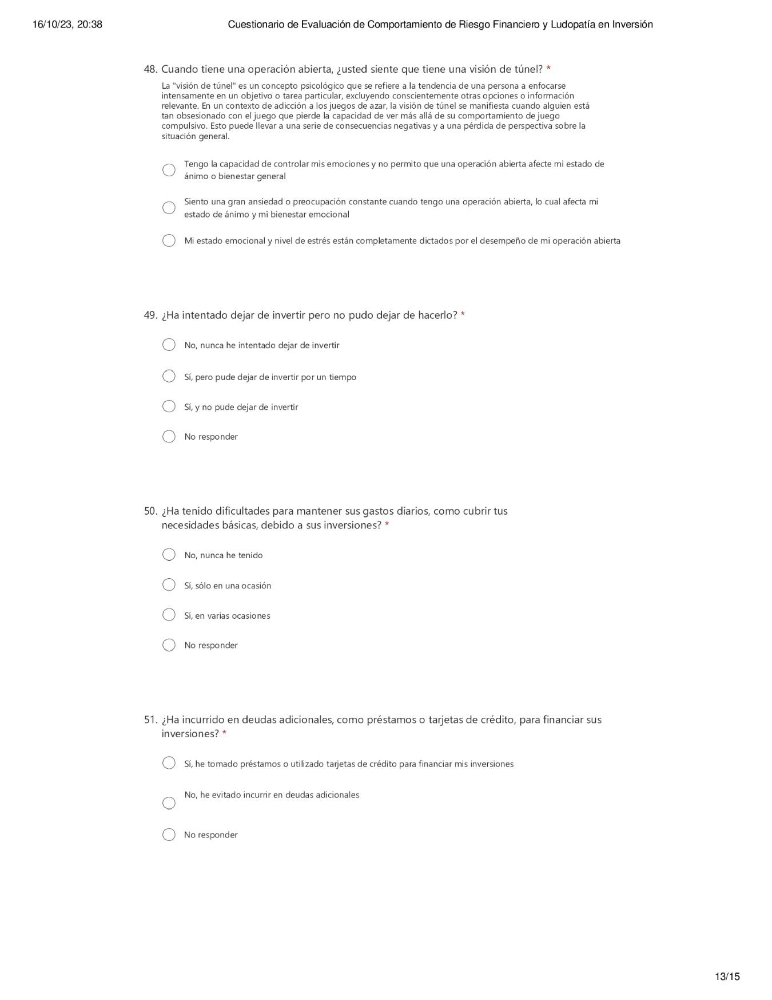 16/10/23, 20:38
Cuestionario de Evaluación de Comportamiento de Riesgo Financiero y Ludopatía en Inversión
48. Cuando tiene una operación abierta, ¿usted siente que tiene una visión de túnel? *
La "visión de túnel" es un concepto psicológico que se refiere a la tendencia de una persona a enfocarse
intensamente en un objetivo o tarea particular, excluyendo conscientemente otras opciones o información
relevante. En un contexto de adicción a los juegos de azar, la visión de túnel se manifiesta cuando alguien está
tan obsesionado con el juego que pierde la capacidad de ver más allá de su comportamiento de juego
compulsivo. Esto puede llevar a una serie de consecuencias negativas y a una pérdida de perspectiva sobre la
situación general.
Tengo la capacidad de controlar mis emociones y no permito que una operación abierta afecte mi estado de
ánimo o bienestar general
Siento una gran ansiedad o preocupación constante cuando tengo una operación abierta, lo cual afecta mi
estado de ánimo y mi bienestar emocional
Mi estado emocional y nivel de estrés están completamente dictados por el desempeño de mi operación abierta
49. ¿Ha intentado dejar de invertir pero no pudo dejar de hacerlo? *
No, nunca he intentado dejar de invertir
Sí, pero pude dejar de invertir por un tiempo
Sí, y no pude dejar de invertir
No responder
50. ¿Ha tenido dificultades para mantener sus gastos diarios, como cubrir tus
necesidades básicas, debido a sus inversiones? *
No, nunca he tenido
Sí, sólo en una ocasión
Sí, en varias ocasiones
No responder
51. ¿Ha incurrido en deudas adicionales, como préstamos o tarjetas de crédito, para financiar sus
inversiones? *
Sí, he tomado préstamos o utilizado tarjetas de crédito para financiar mis inversiones
No, he evitado incurrir en deudas adicionales
No responder
13/15